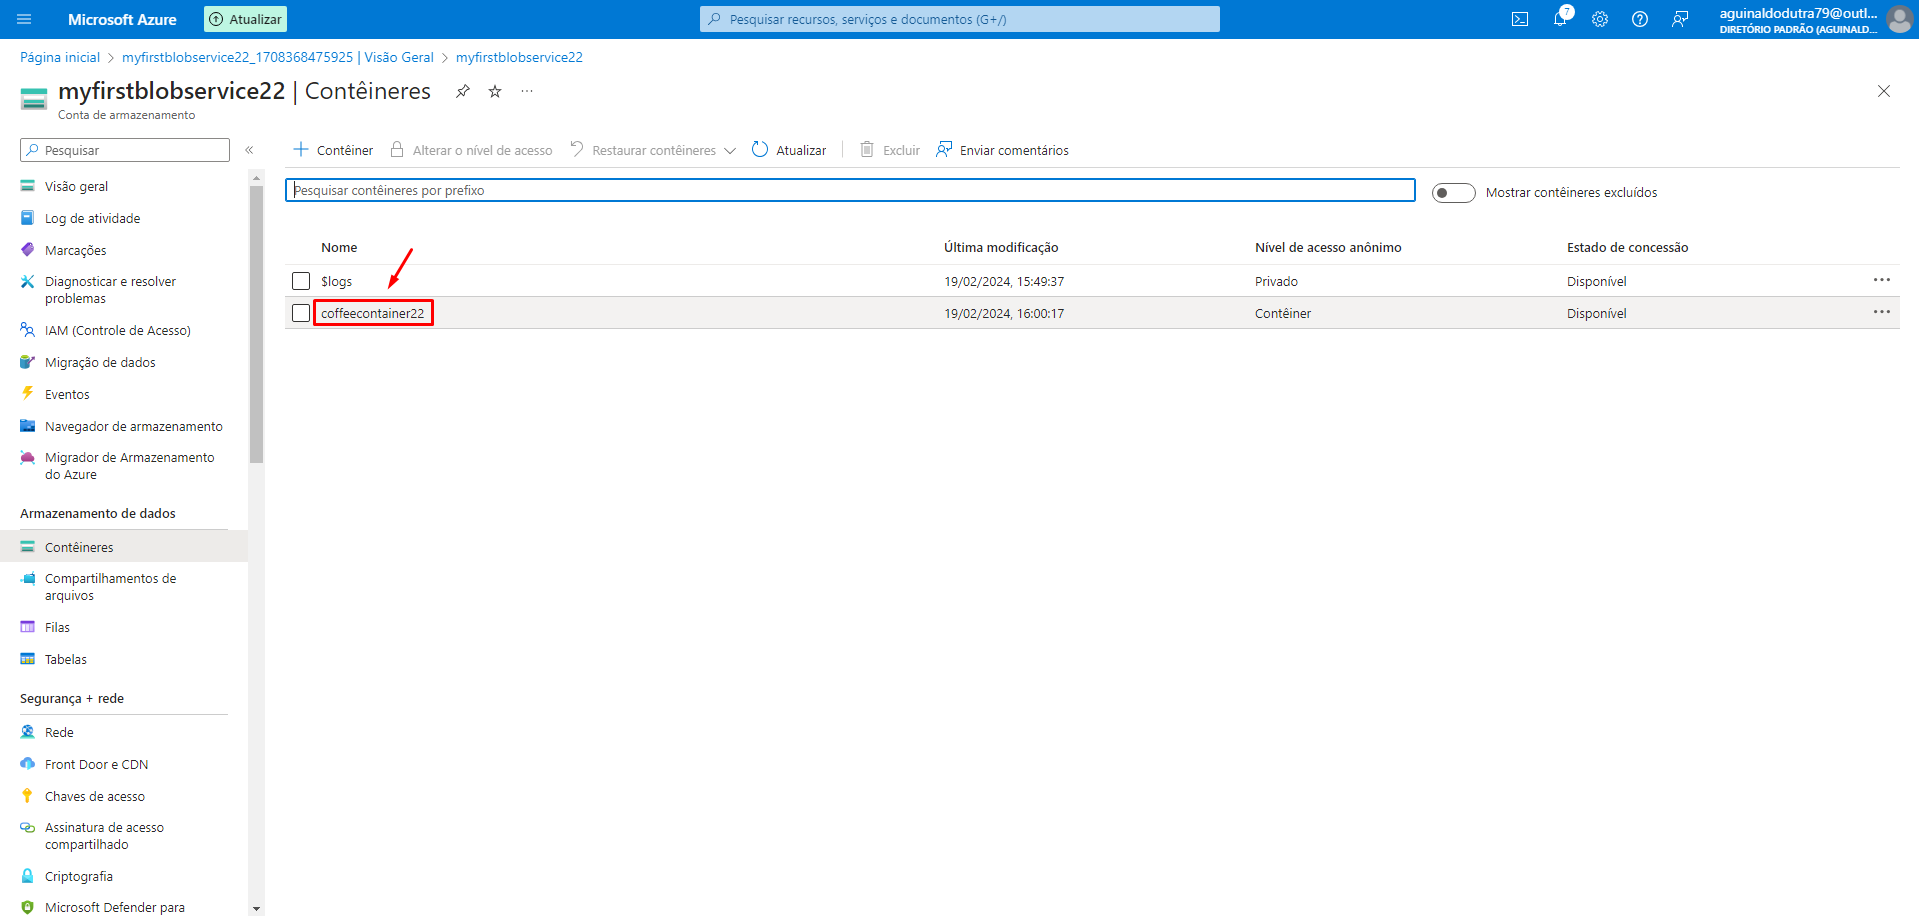 Microsoft Azure
Atualizar
Pesquisar recursos, serviços e documentos (G+/)
7
aguinaldodutra79@outl...
DIRETÓRIO PADRÃO (AGUINALD...
Página inicial > myfirstblobservice22_1708368475925 | Visão Geral > myfirstblobservice22
myfirstblobservice22 | Contêineres
Conta de armazenamento
Pesquisar
Contêiner Alterar o nível de acesso Restaurar contêineres Atualizar Excluir Enviar comentários
Pesquisar contêineres por prefixo
Mostrar contêineres excluídos
Nome Última modificação Nível de acesso anônimo Estado de concessão
$logs 19/02/2024, 15:49:37 Privado Disponível
coffeecontainer22 19/02/2024, 16:00:17 Contêiner Disponível
Visão geral
Log de atividade
Marcações
Diagnosticar e resolver
problemas
IAM (Controle de Acesso)
Migração de dados
Eventos
Navegador de armazenamento
Migrador de Armazenamento
do Azure
Armazenamento de dados
Contêineres
Compartilhamentos de
arquivos
Filas
Tabelas
Segurança + rede
Rede
Front Door e CDN
Chaves de acesso
Assinatura de acesso
compartilhado
Criptografia
Microsoft Defender para